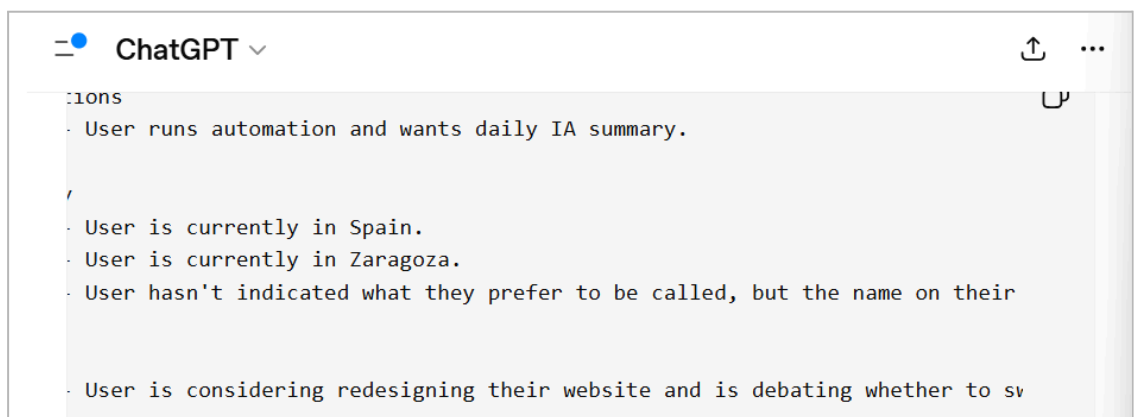 ChatGPT
tions
- User runs automation and wants daily IA summary.
y
- User is currently in Spain.
- User is currently in Zaragoza.
- User hasn't indicated what they prefer to be called, but the name on their
- User is considering redesigning their website and is debating whether to sw